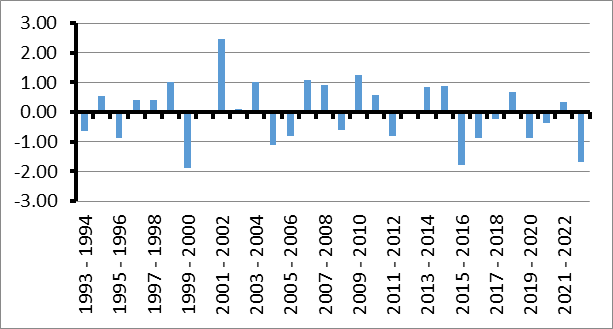 3.00
2.00
1.00
0.00
-1.00
-2.00
-3.00
1993 - 1994
1995 - 1996
1997 - 1998
1999 - 2000
2001 - 2002
2003 - 2004
2005 - 2006
2007 - 2008
2009 - 2010
2011 - 2012
2013 - 2014
2015 - 2016
2017 - 2018
2019 - 2020
2021 - 2022